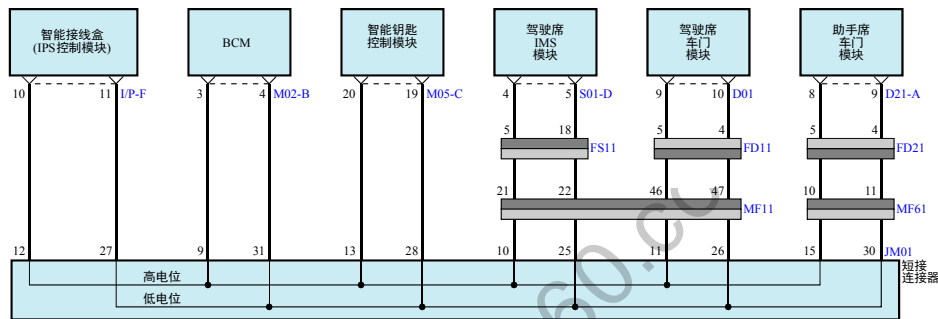 智能接线盒
(IPS控制模块)
BCM
智能钥匙
控制模块
驾驶席
IMS
模块
驾驶席
车门
模块
助手席
车门
模块
10 11 I/P-F 3 4 M02-B 20 19 M05-C 4 5 S01-D 9 10 D01 8 9 D21-A
5 18 FS11 5 4 FD11 5 4 FD21
21 22 46 47 MF11 10 11 MF61
12 27 9 31 13 28 10 25 11 26 15 30 JM01
短接
连接器
高电位
低电位
60.co